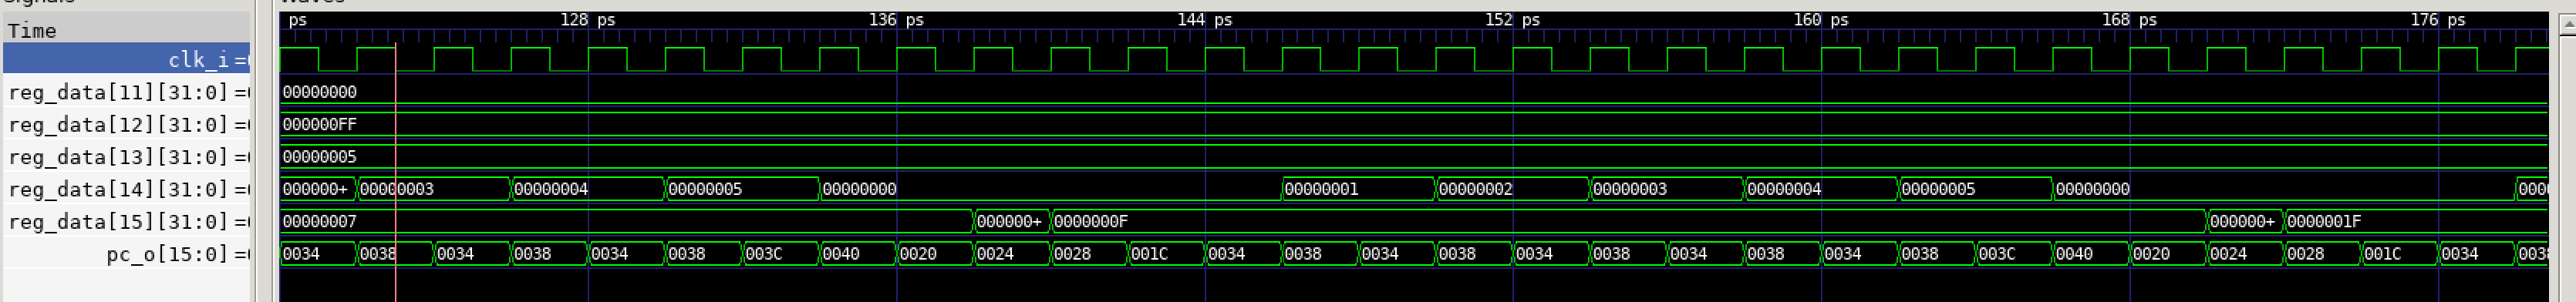 Signals Waves
Time ps 128 ps 136 ps 144 ps 152 ps 160 ps 168 ps 176 ps
clk_i =
reg_data[11][31:0] = 00000000
reg_data[12][31:0] = 000000FF
reg_data[13][31:0] = 00000005
reg_data[14][31:0] = 000000+ 00000003 00000004 00000005 00000000 00000001 00000002 00000003 00000004 00000005 00000000 000
reg_data[15][31:0] = 00000007 000000+ 0000000F 000000+ 0000001F
pc_o[15:0] = 0034 0038 0034 0038 0034 0038 003C 0040 0020 0024 0028 001C 0034 0038 0034 0038 0034 0038 0034 0038 0034 0038 003C 0040 0020 0024 0028 001C 0034 003